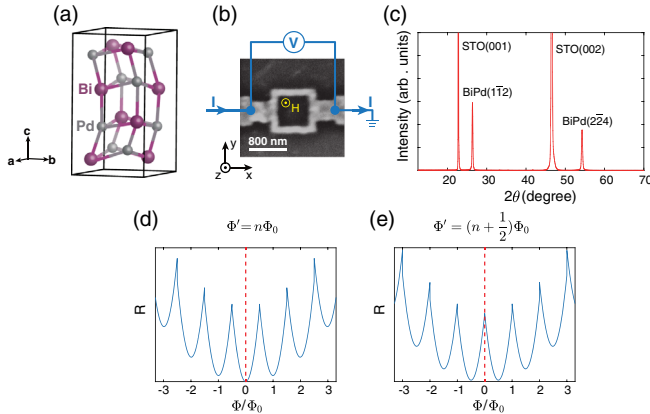 (a)
Bi
Pd
c
a
b
(b)
V
I
I
H
800 nm
y
z
x
(c)
Intensity (arb . units)
STO(001)
STO(002)
BiPd(11̅2)
BiPd(2̅24)
20 30 40 50 60 70
2θ(degree)
(d)
Φ′ = nΦ₀
R
-3 -2 -1 0 1 2 3
Φ/Φ₀
(e)
Φ′ = (n + 1/2)Φ₀
R
-3 -2 -1 0 1 2 3
Φ/Φ₀